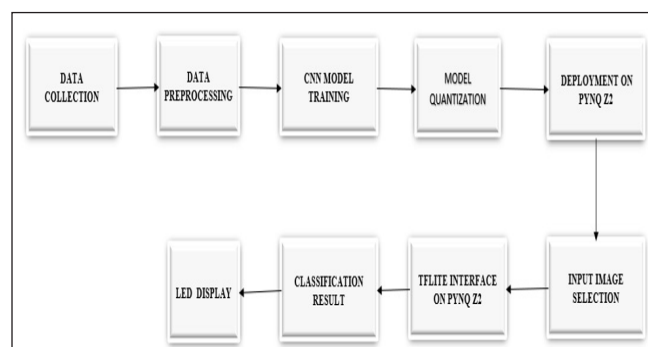 DATA
COLLECTION
DATA
PREPROCESSING
CNN MODEL
TRAINING
MODEL
QUANTIZATION
DEPLOYMENT ON
PYNQ Z2
INPUT IMAGE
SELECTION
TFLITE INTERFACE
ON PYNQ Z2
CLASSIFICATION
RESULT
LED DISPLAY